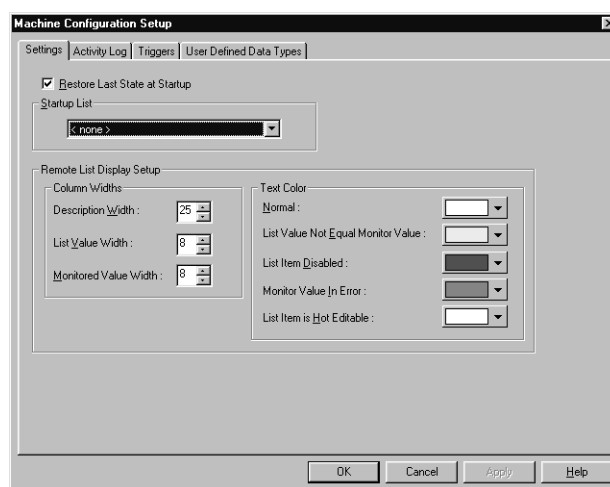 Machine Configuration Setup
Settings Activity Log Triggers User Defined Data Types
Restore Last State at Startup
Startup List
< none >
Remote List Display Setup
Column Widths
Description Width : 25
List Value Width : 8
Monitored Value Width : 8
Text Color
Normal :
List Value Not Equal Monitor Value :
List Item Disabled :
Monitor Value In Error :
List Item is Hot Editable :
OK Cancel Apply Help